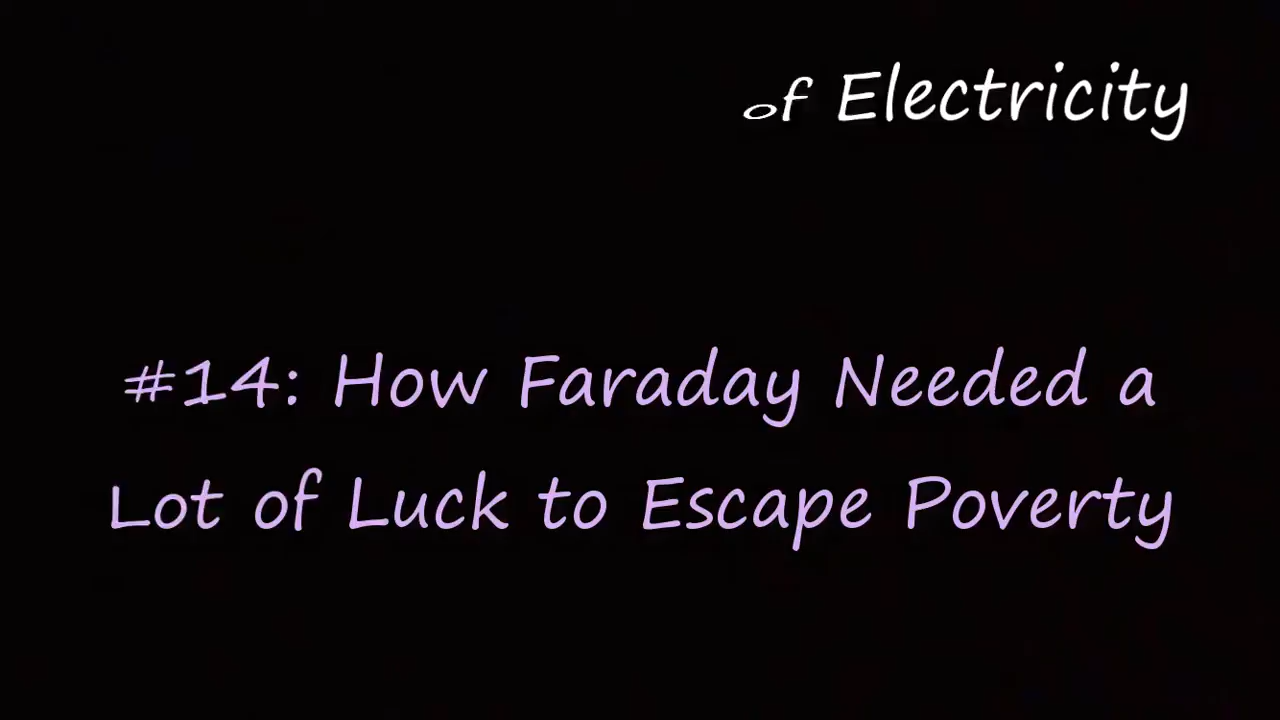 of Electricity
#14: How Faraday Needed a
Lot of Luck to Escape Poverty